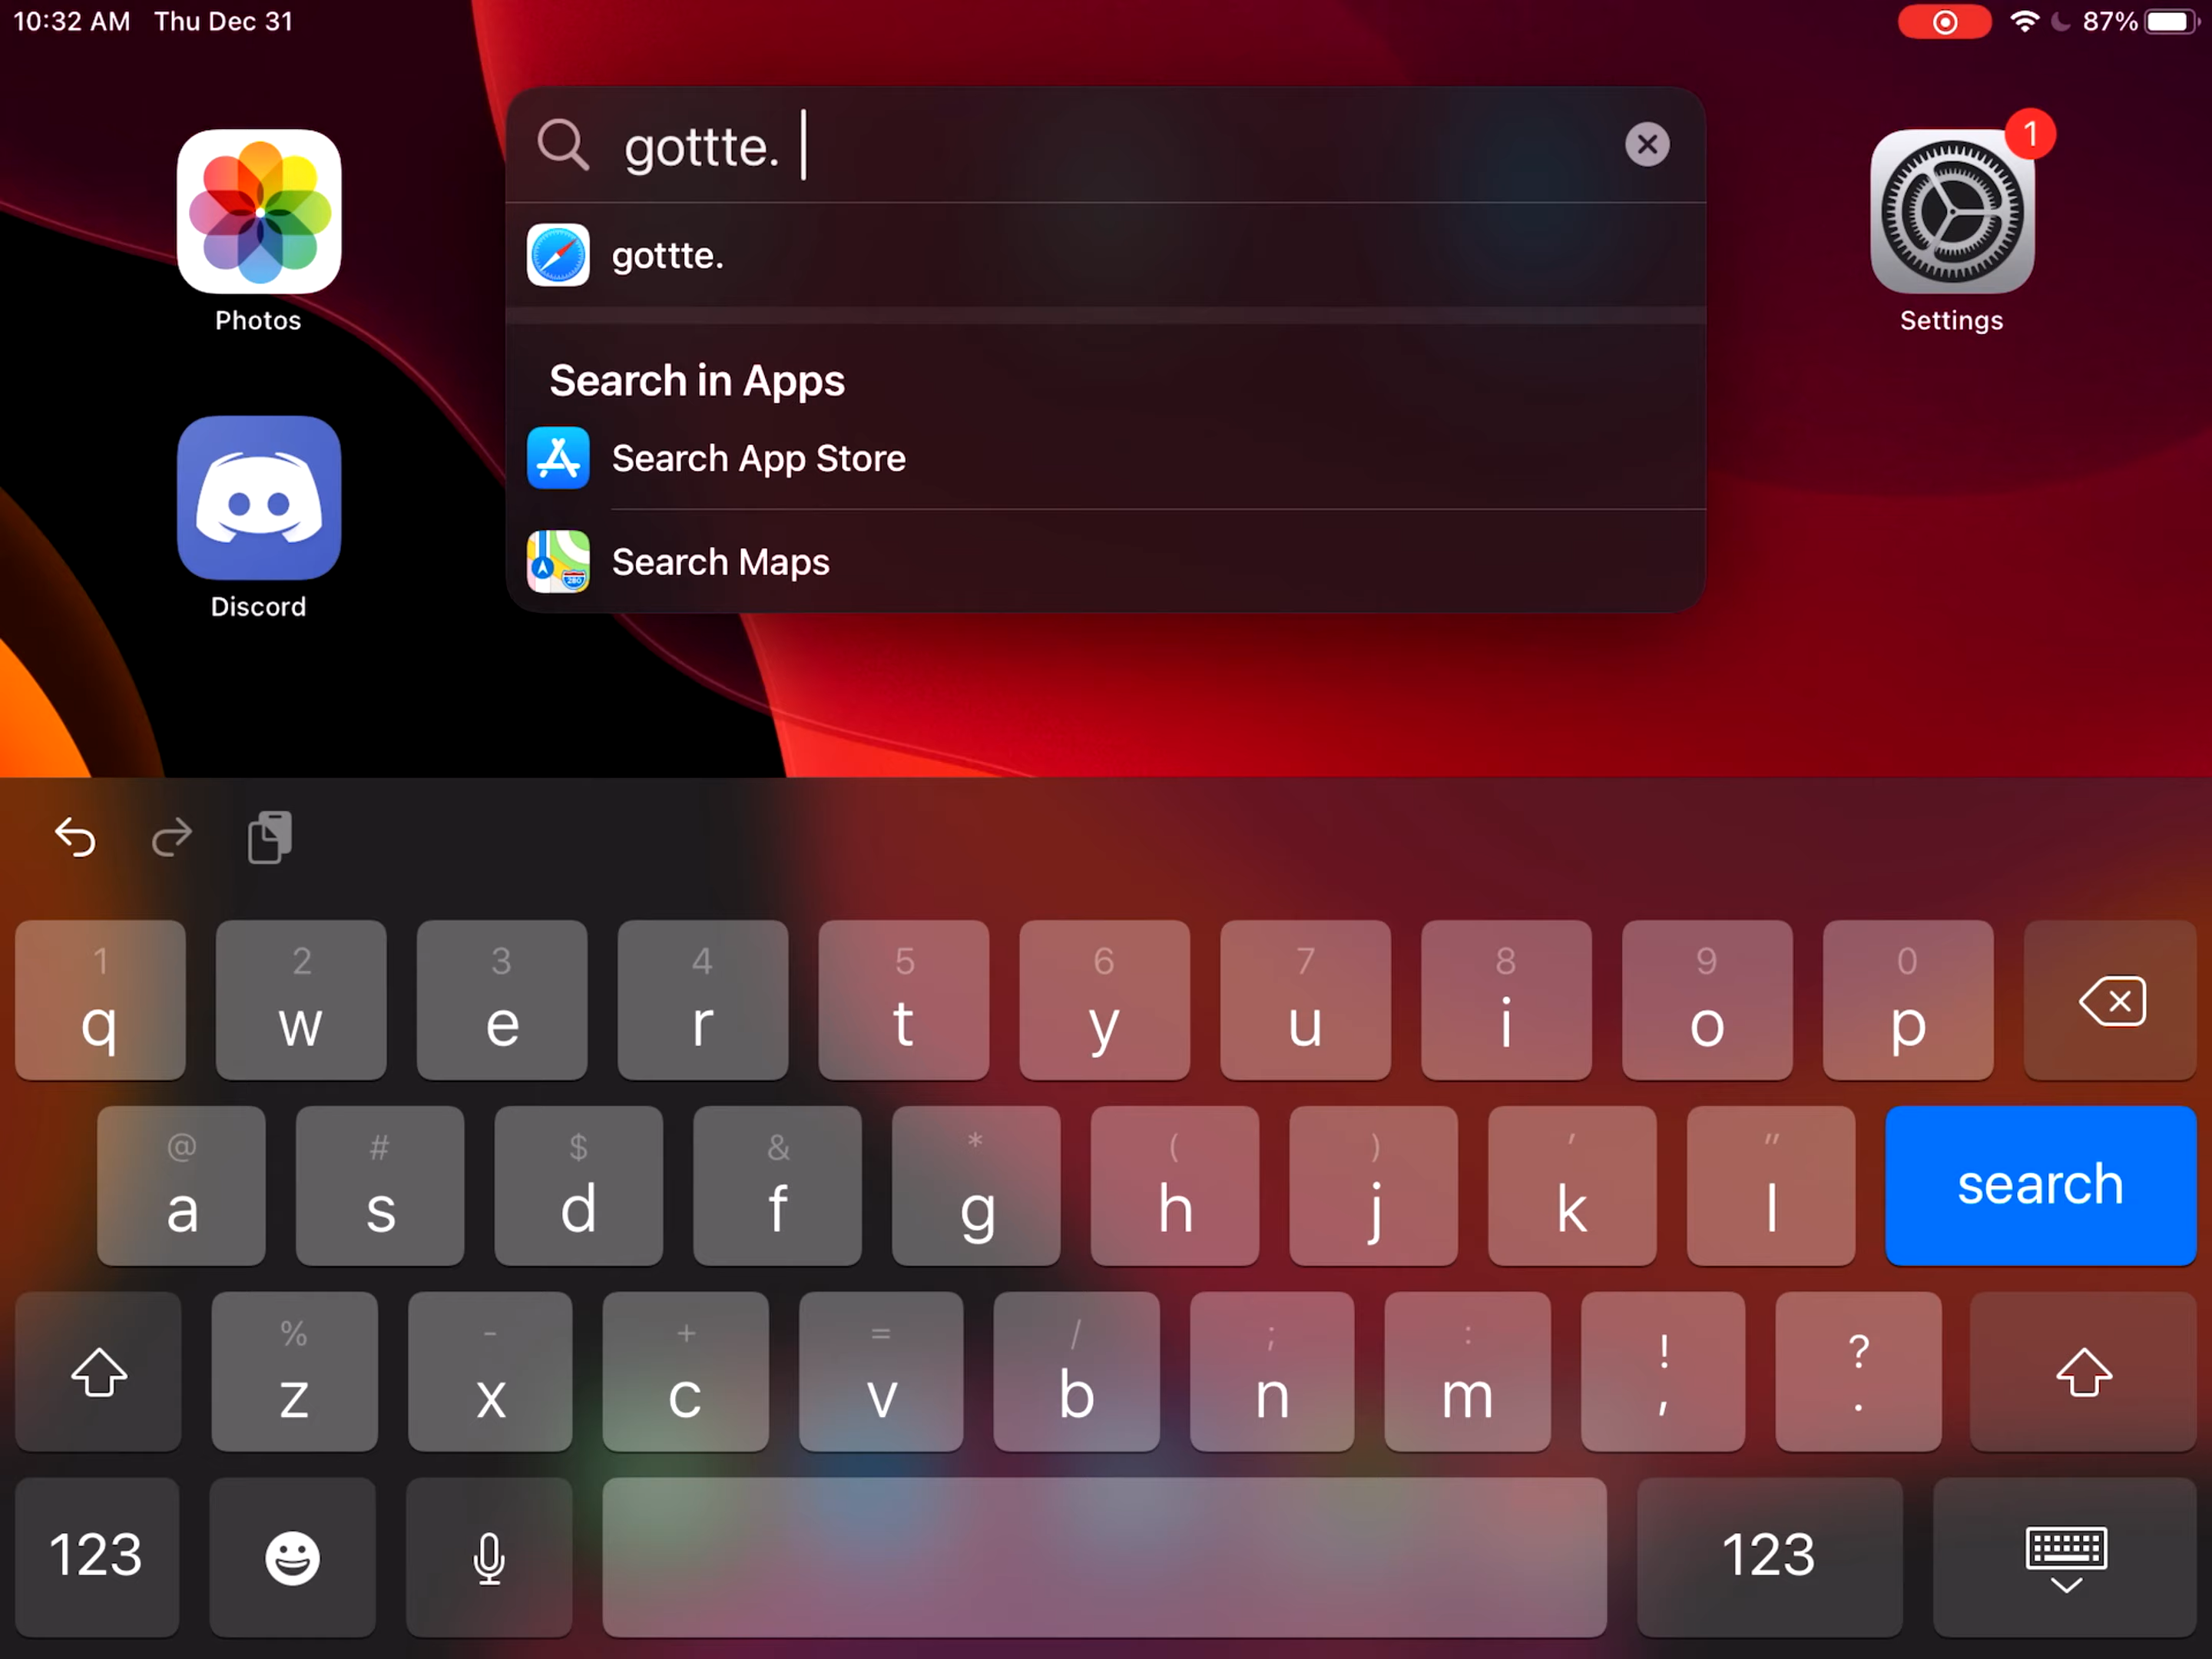 10:32 AM Thu Dec 31
87%
gottte.
1
gottte.
Photos
Settings
Search in Apps
Search App Store
280
Search Maps
Discord
1 2 3 4 5 6 7 8 9 0
q w e r t y u i o p
@ # $ & * ( ) ' "
a s d f g h j k l search
% - + = / ; : ! ?
z x c v b n m , .
123 123